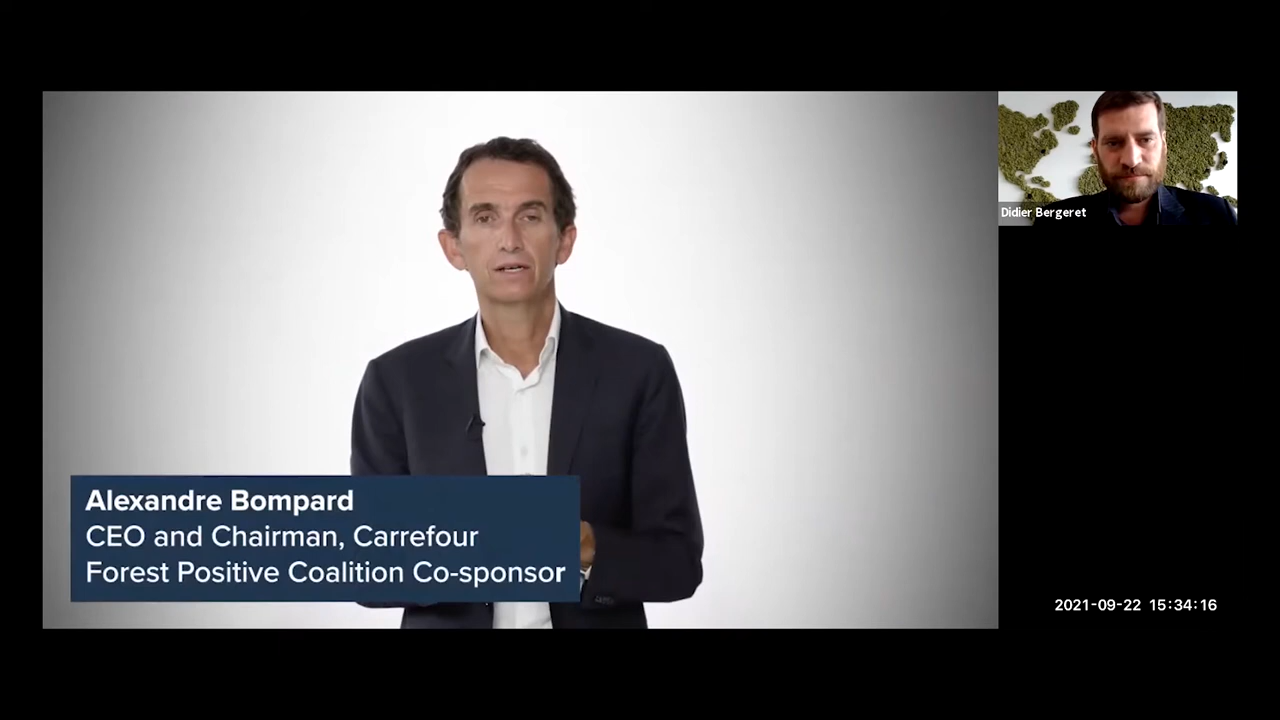 Alexandre Bompard
CEO and Chairman, Carrefour
Forest Positive Coalition Co-sponsor
Didier Bergeret
2021-09-22 15:34:16